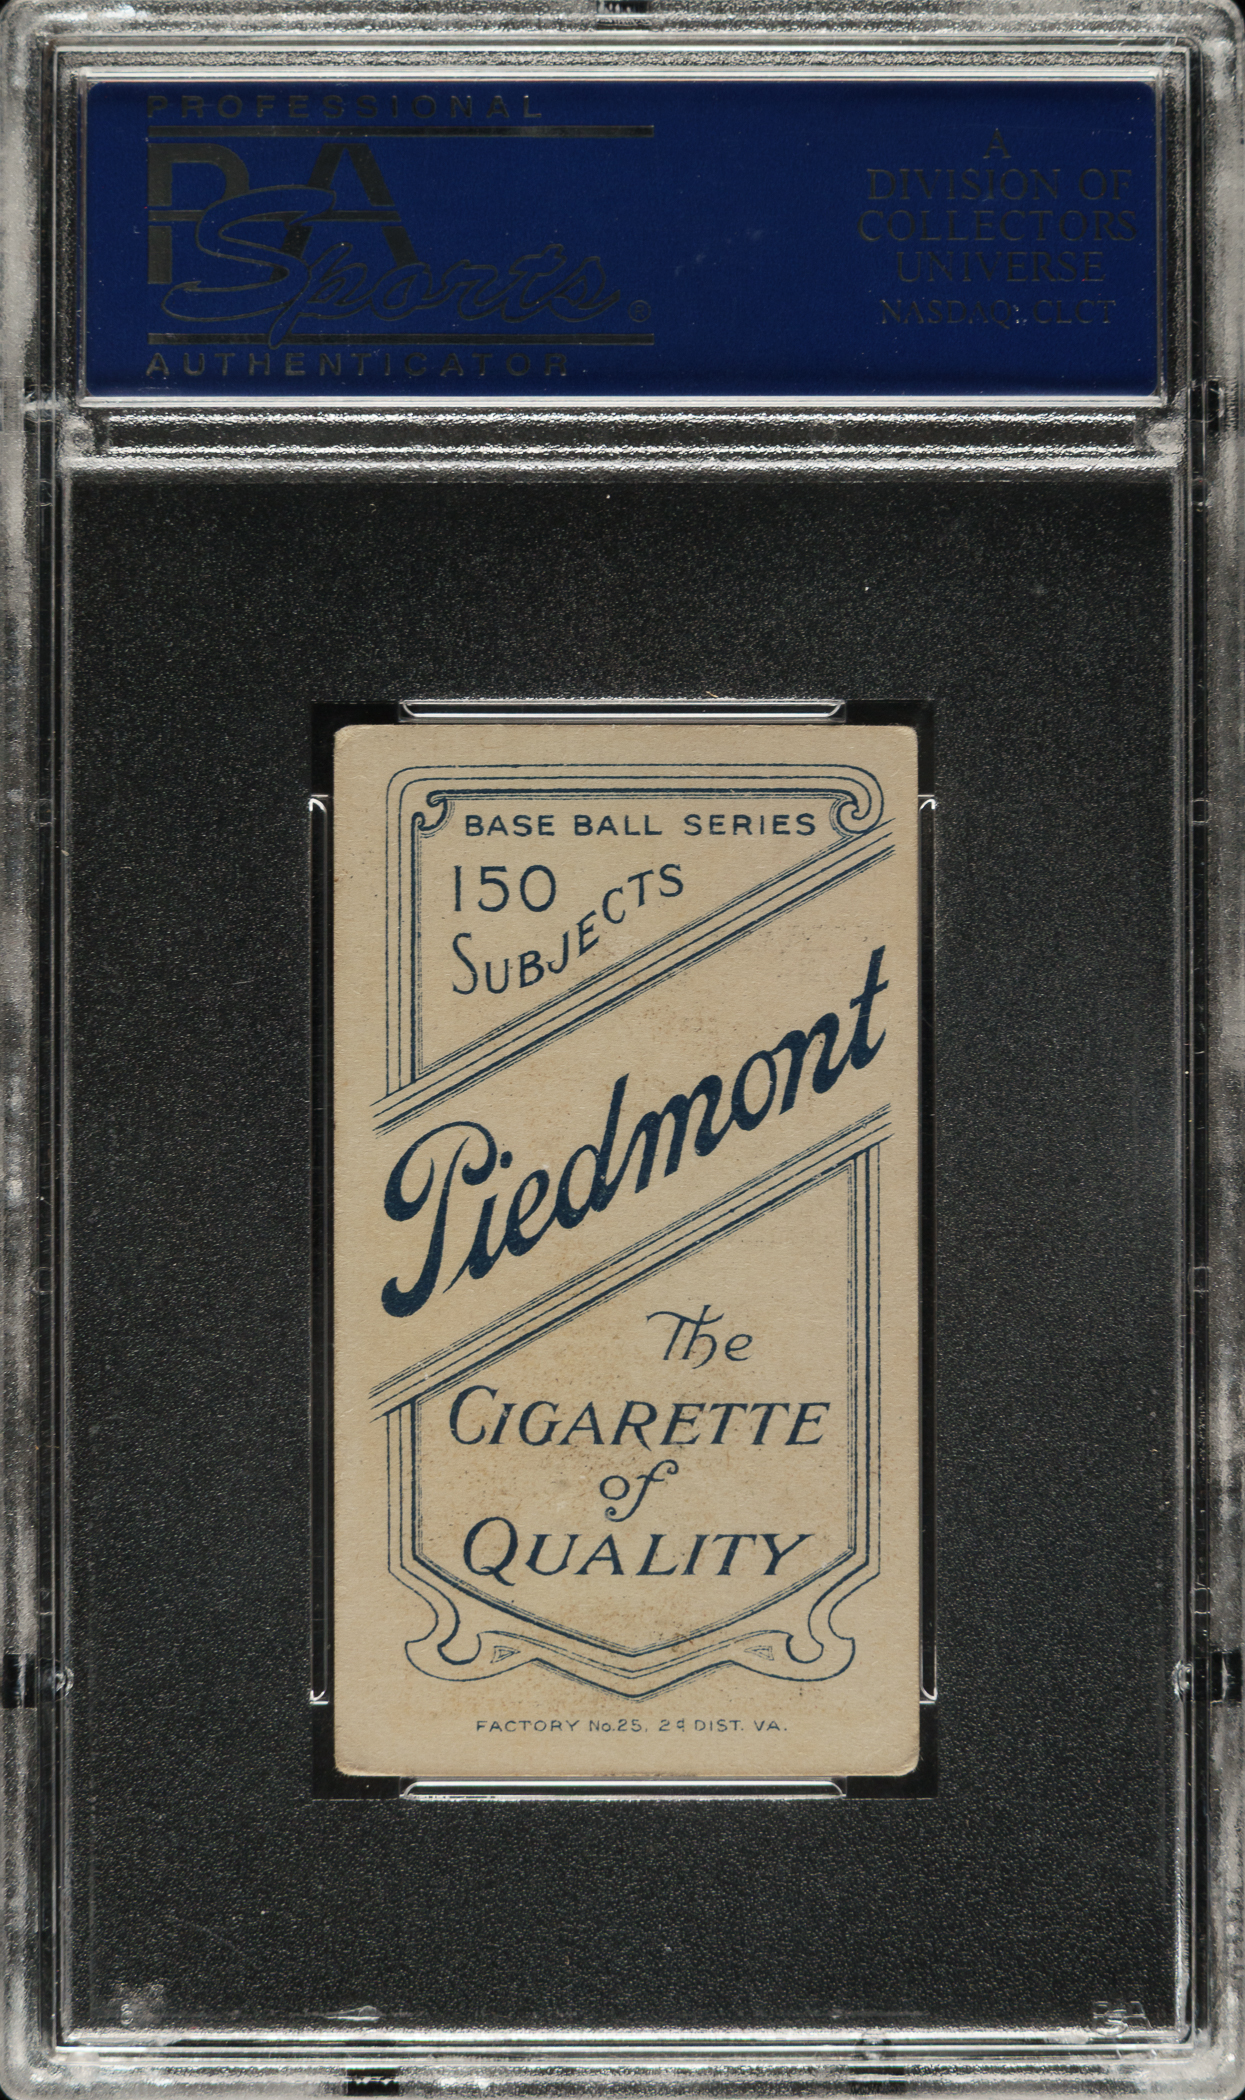 PROFESSIONAL
PSA
Sports®
AUTHENTICATOR
A
DIVISION OF
COLLECTORS
UNIVERSE
NASDAQ: CLCT
BASE BALL SERIES
150
SUBJECTS
Piedmont
The
CIGARETTE
of
QUALITY
FACTORY No. 25, 2d DIST. VA.
PSA